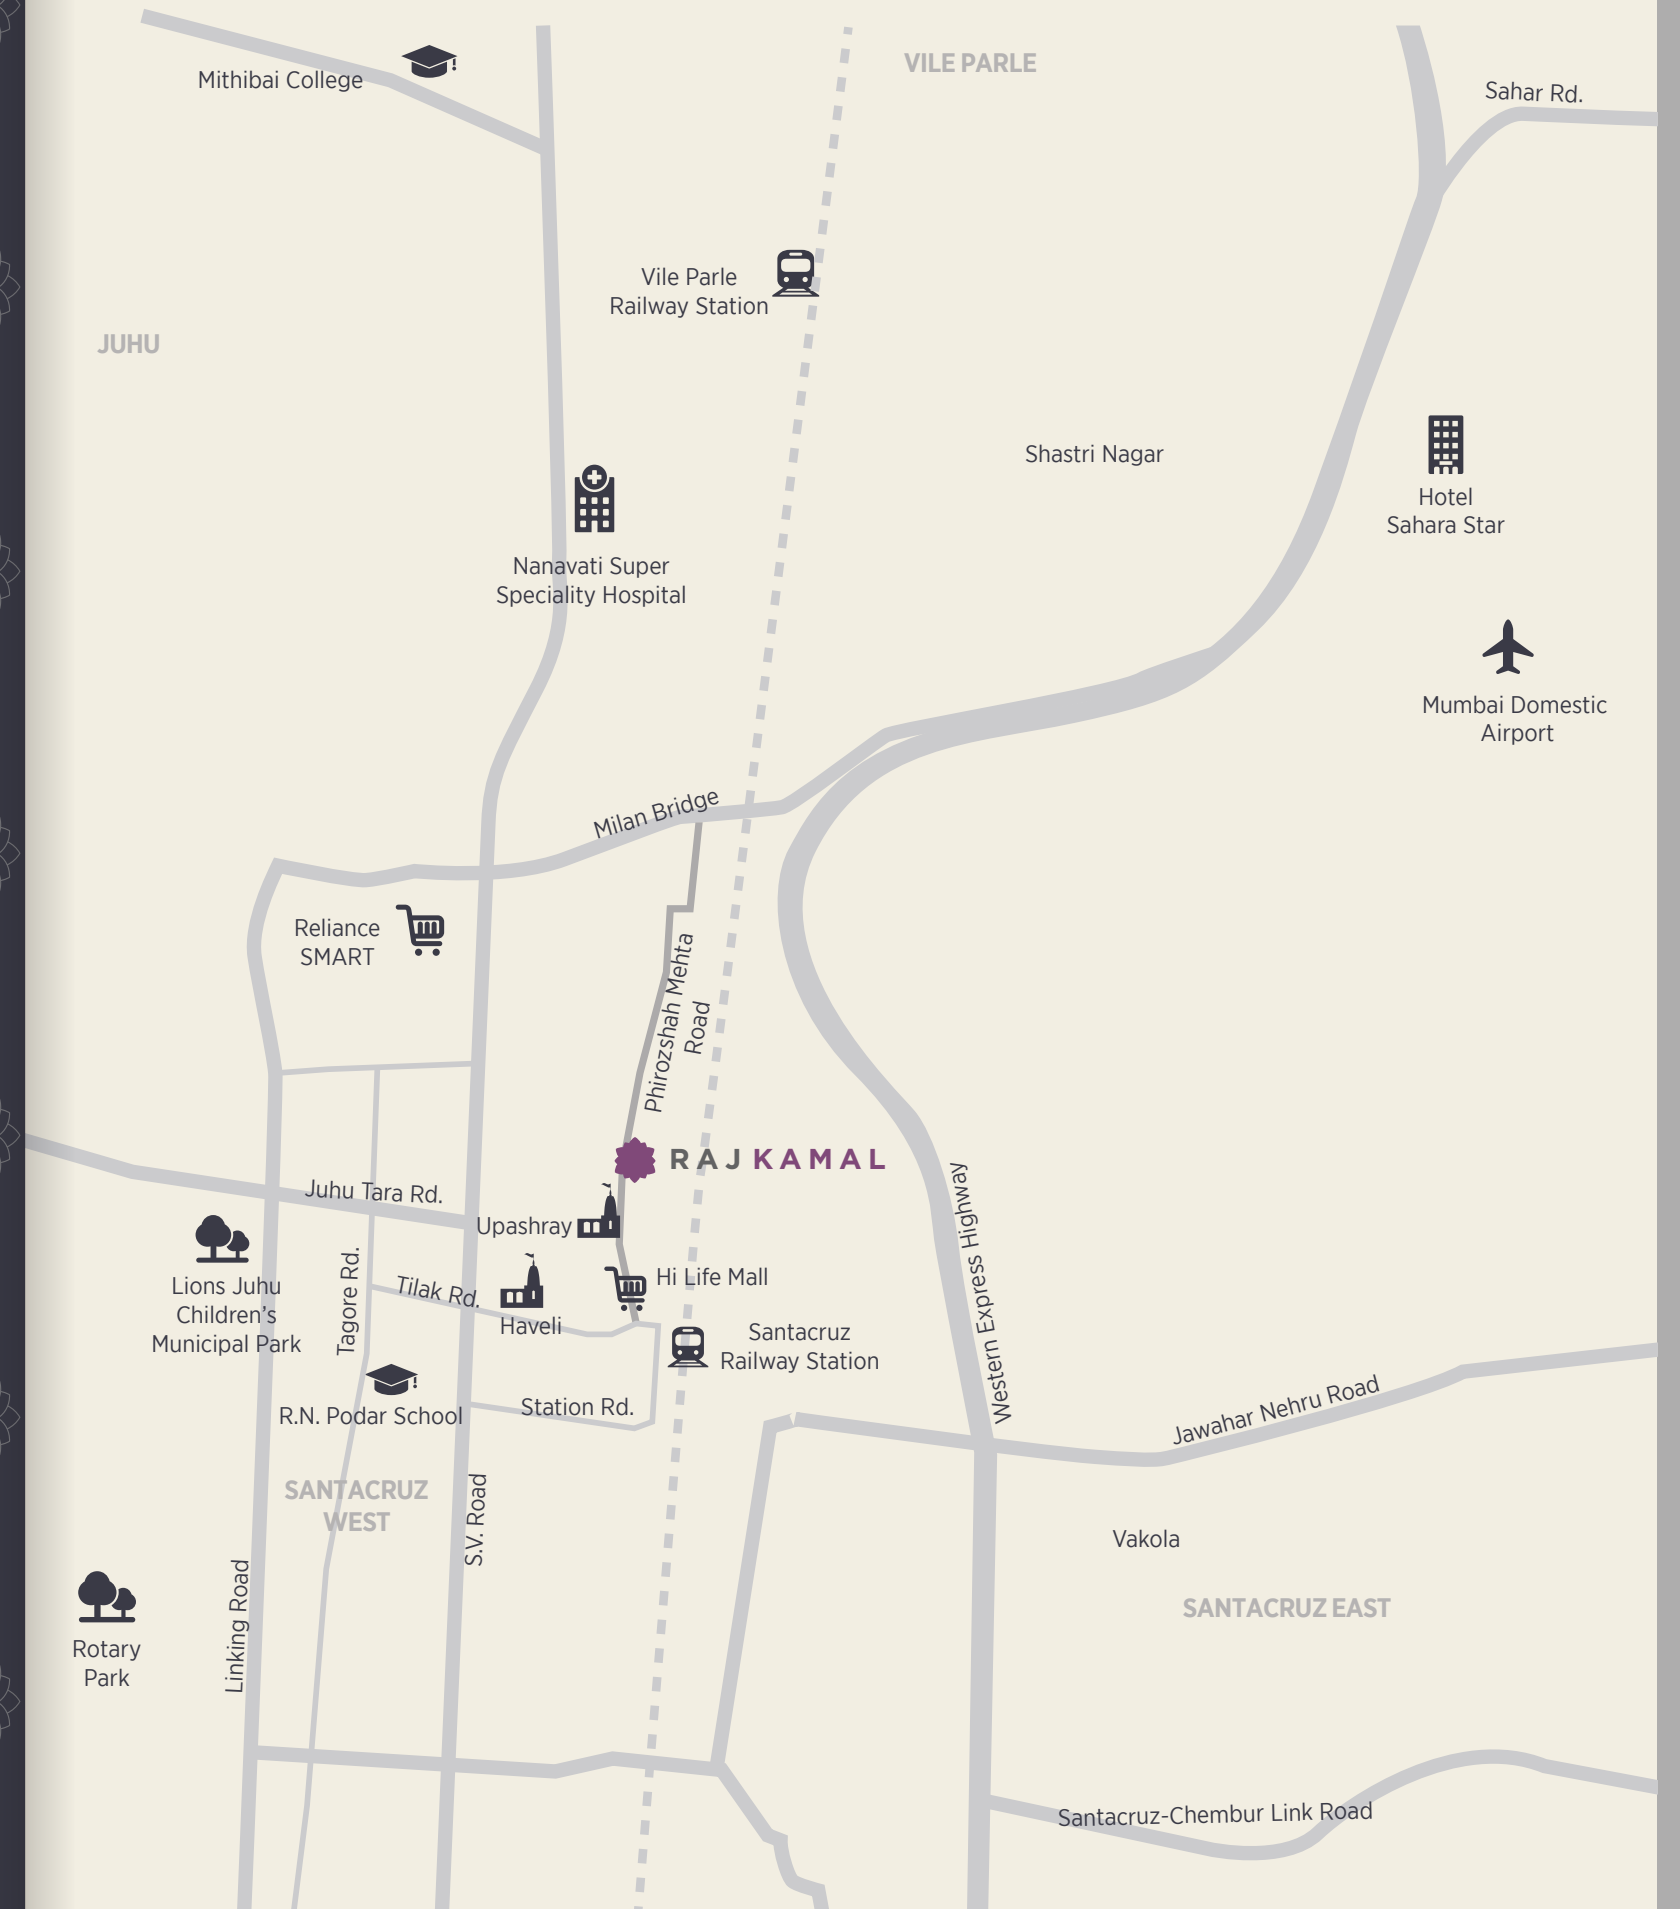 VILE PARLE
Mithibai College
Sahar Rd.
Vile Parle
Railway Station
JUHU
Shastri Nagar
Hotel
Sahara Star
Nanavati Super
Speciality Hospital
Mumbai Domestic
Airport
Milan Bridge
Reliance
SMART
Phirozshah Mehta
Road
RAJKAMAL
Juhu Tara Rd.
Upashray
Western Express Highway
Lions Juhu
Children’s
Municipal Park
Tagore Rd.
Tilak Rd.
Hi Life Mall
Haveli
Santacruz
Railway Station
R.N. Podar School
Station Rd.
Jawahar Nehru Road
SANTACRUZ
WEST
S.V. Road
Vakola
SANTACRUZ EAST
Linking Road
Rotary
Park
Santacruz-Chembur Link Road